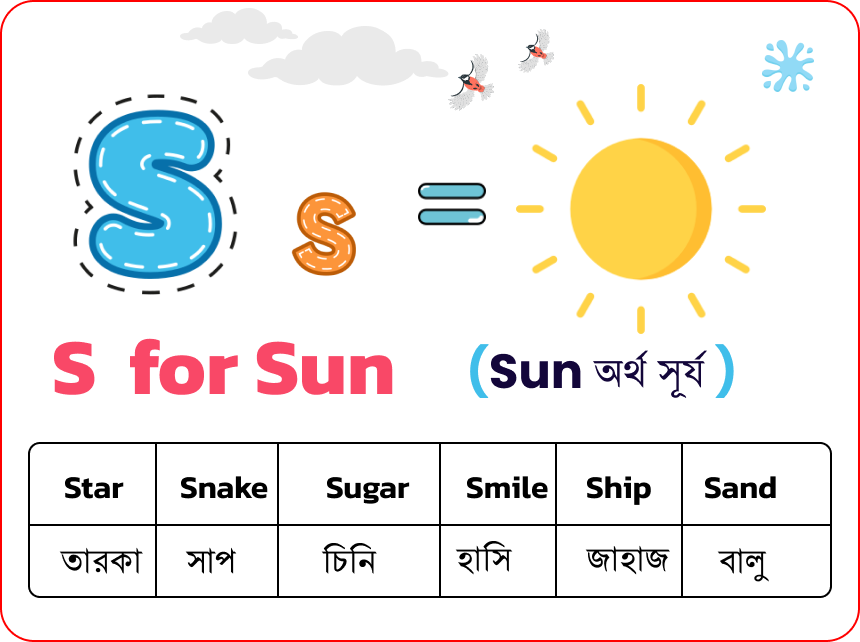 S s =
S for Sun (Sun অর্থ সূর্য )
Star Snake Sugar Smile Ship Sand
তারকা সাপ চিনি হাসি জাহাজ বালু